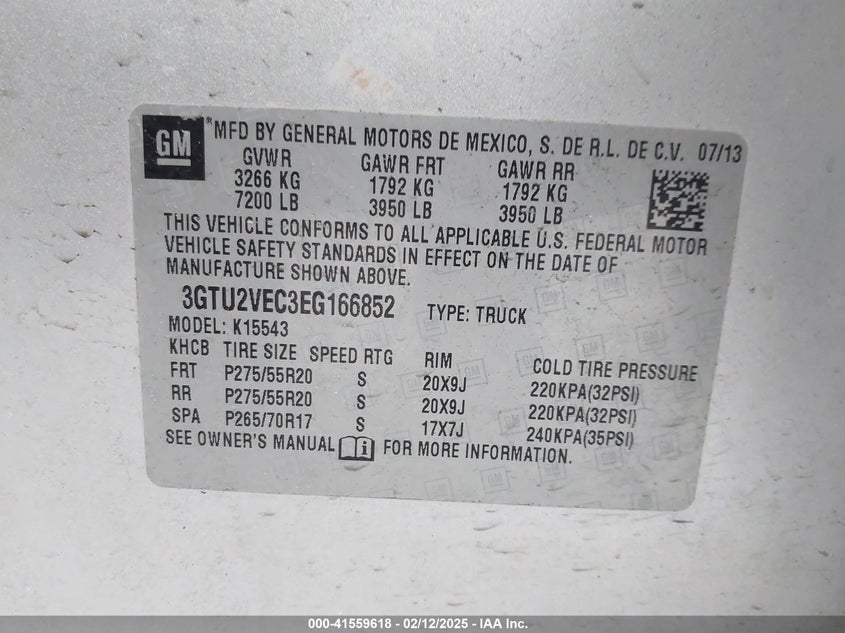 GM
*MFD BY GENERAL MOTORS DE MEXICO, S. DE R.L. DE C.V. 07/13
GVWR GAWR FRT GAWR RR
3266 KG 1792 KG 1792 KG
7200 LB 3950 LB 3950 LB
THIS VEHICLE CONFORMS TO ALL APPLICABLE U.S. FEDERAL MOTOR
VEHICLE SAFETY STANDARDS IN EFFECT ON THE DATE OF
MANUFACTURE SHOWN ABOVE.
3GTU2VEC3EG166852 TYPE: TRUCK
MODEL: K15543
KHCB TIRE SIZE SPEED RTG RIM COLD TIRE PRESSURE
FRT P275/55R20 S 20X9J 220KPA(32PSI)
RR P275/55R20 S 20X9J 220KPA(32PSI)
SPA P265/70R17 S 17X7J 240KPA(35PSI)
SEE OWNER'S MANUAL FOR MORE INFORMATION.
000-41559618 - 02/12/2025 - IAA Inc.